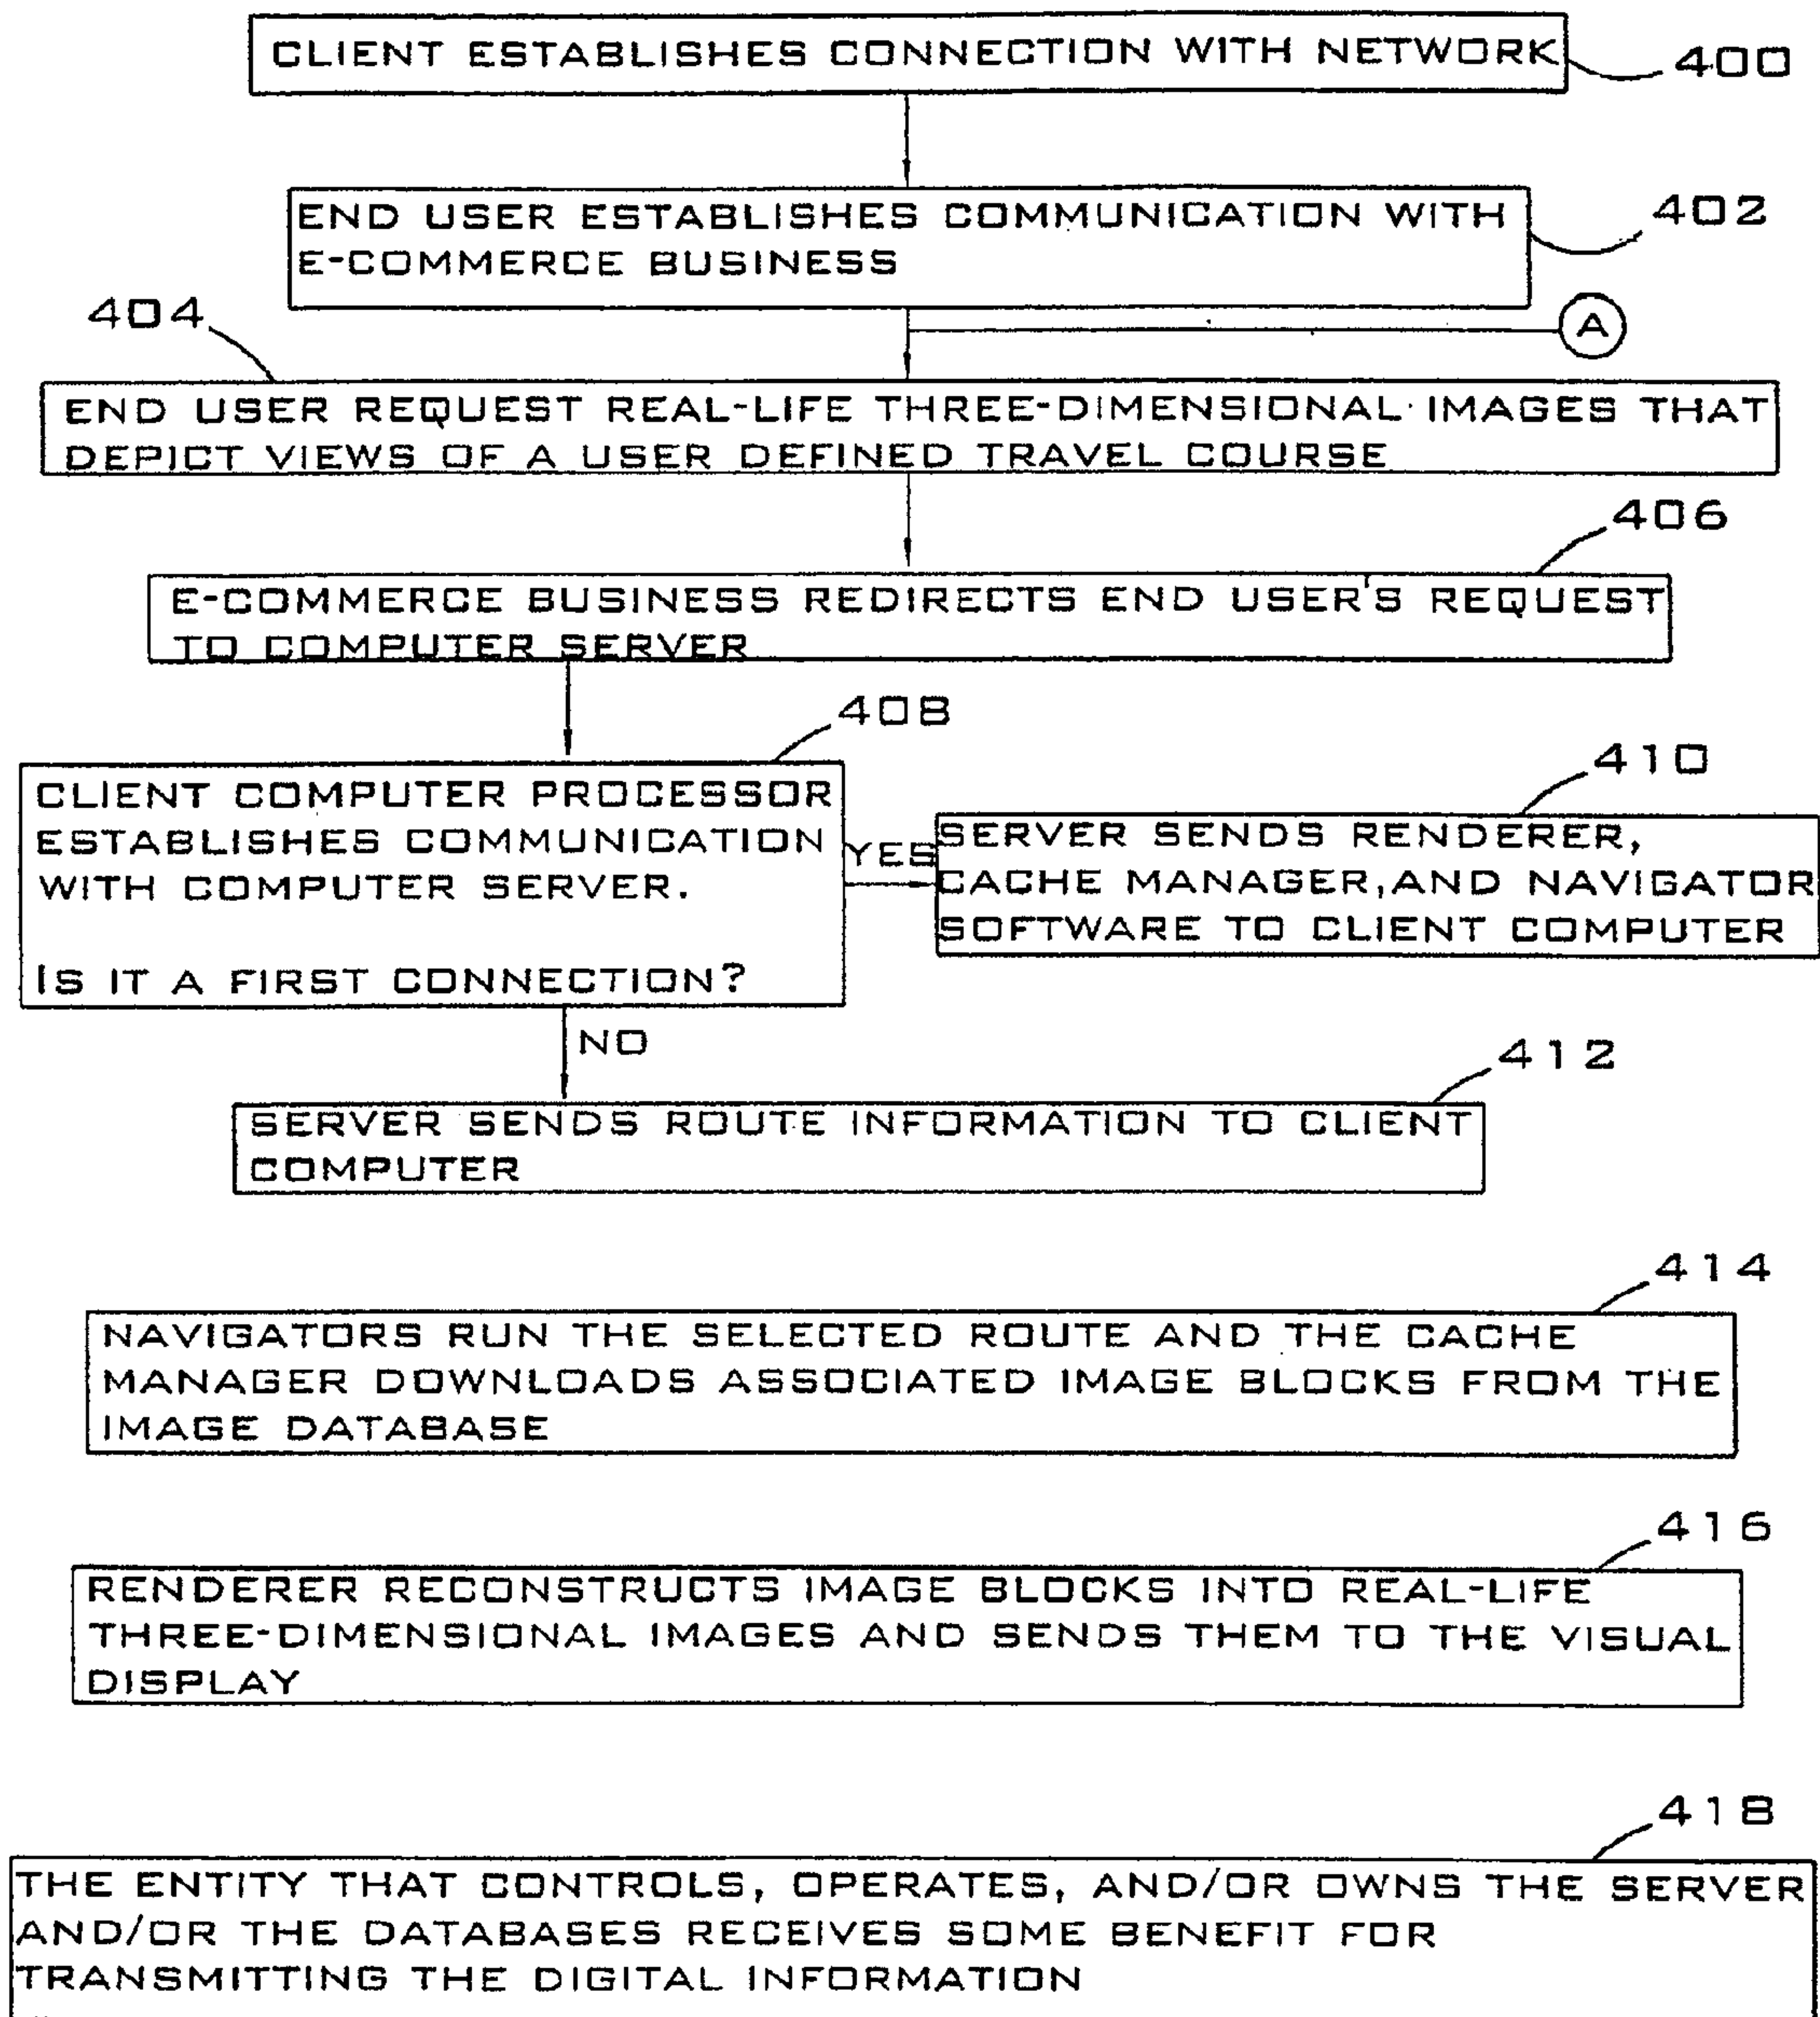 CLIENT ESTABLISHES CONNECTION WITH NETWORK
400
END USER ESTABLISHES COMMUNICATION WITH
E-COMMERCE BUSINESS
402
404
A
END USER REQUEST REAL-LIFE THREE-DIMENSIONAL IMAGES THAT
DEPICT VIEWS OF A USER DEFINED TRAVEL COURSE
406
E-COMMERCE BUSINESS REDIRECTS END USER'S REQUEST
TO COMPUTER SERVER
408
CLIENT COMPUTER PROCESSOR
ESTABLISHES COMMUNICATION
WITH COMPUTER SERVER.
IS IT A FIRST CONNECTION?
YES
410
SERVER SENDS RENDERER,
CACHE MANAGER,AND NAVIGATOR
SOFTWARE TO CLIENT COMPUTER
NO
412
SERVER SENDS ROUTE INFORMATION TO CLIENT
COMPUTER
414
NAVIGATORS RUN THE SELECTED ROUTE AND THE CACHE
MANAGER DOWNLOADS ASSOCIATED IMAGE BLOCKS FROM THE
IMAGE DATABASE
416
RENDERER RECONSTRUCTS IMAGE BLOCKS INTO REAL-LIFE
THREE-DIMENSIONAL IMAGES AND SENDS THEM TO THE VISUAL
DISPLAY
418
THE ENTITY THAT CONTROLS, OPERATES, AND/OR OWNS THE SERVER
AND/OR THE DATABASES RECEIVES SOME BENEFIT FOR
TRANSMITTING THE DIGITAL INFORMATION